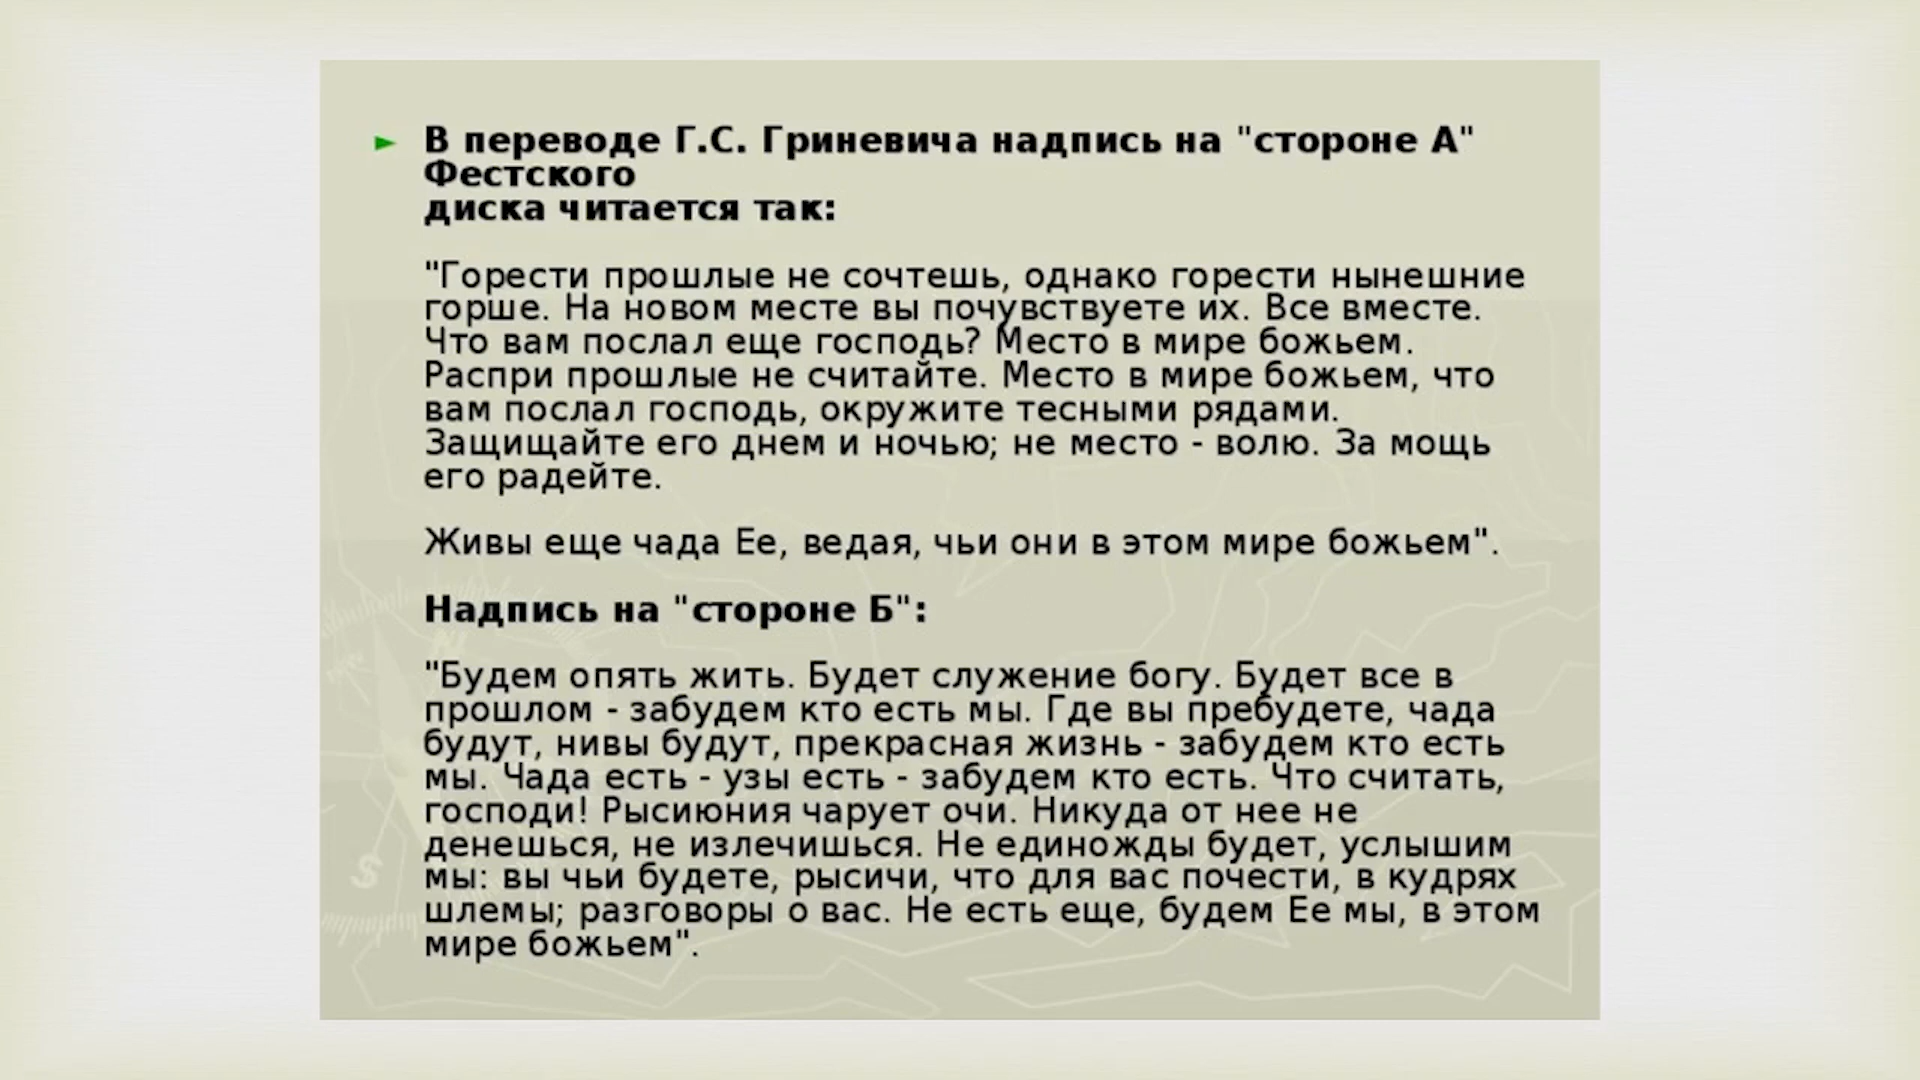 ► В переводе Г.С. Гриневича надпись на "стороне А"
Фестского
диска читается так:
"Горести прошлые не сочтешь, однако горести нынешние
горше. На новом месте вы почувствуете их. Все вместе.
Что вам послал еще господь? Место в мире божьем.
Распри прошлые не считайте. Место в мире божьем, что
вам послал господь, окружите тесными рядами.
Защищайте его днем и ночью; не место - волю. За мощь
его радейте.
Живы еще чада Ее, ведая, чьи они в этом мире божьем".
Надпись на "стороне Б":
"Будем опять жить. Будет служение богу. Будет все в
прошлом - забудем кто есть мы. Где вы пребудете, чада
будут, нивы будут, прекрасная жизнь - забудем кто есть
мы. Чада есть - узы есть - забудем кто есть. Что считать,
господи! Рысиюния чарует очи. Никуда от нее не
денешься, не излечишься. Не единожды будет, услышим
мы: вы чьи будете, рысичи, что для вас почести, в кудрях
шлемы; разговоры о вас. Не есть еще, будем Ее мы, в этом
мире божьем".
S